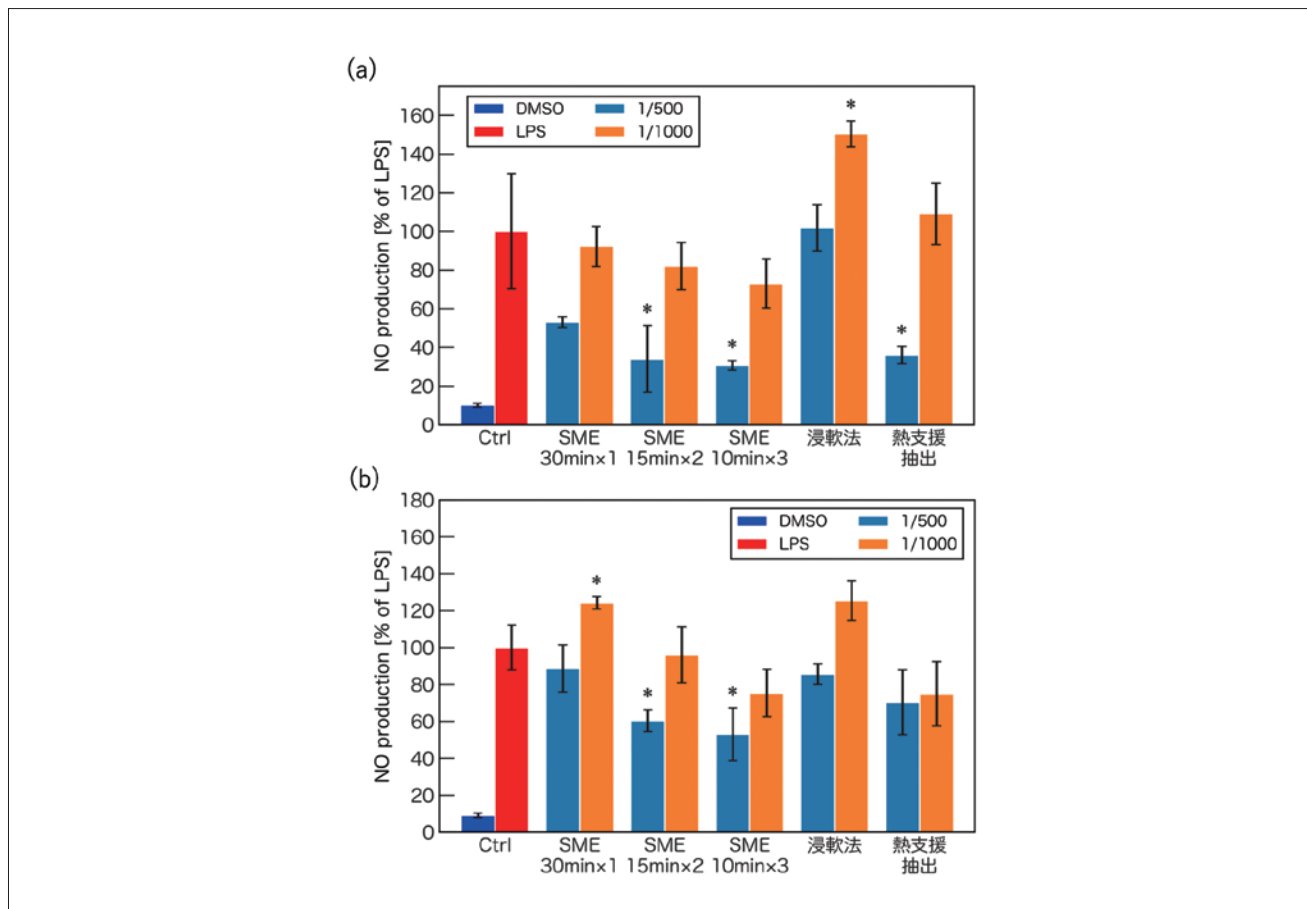 (a)
NO production [% of LPS]
160
140
120
100
80
60
40
20
0
DMSO 1/500
LPS 1/1000
*
*
*
*
Ctrl SME SME SME 浸軟法 熱支援
30min×1 15min×2 10min×3 抽出
(b)
NO production [% of LPS]
180
160
140
120
100
80
60
40
20
0
DMSO 1/500
LPS 1/1000
*
*
*
Ctrl SME SME SME 浸軟法 熱支援
30min×1 15min×2 10min×3 抽出